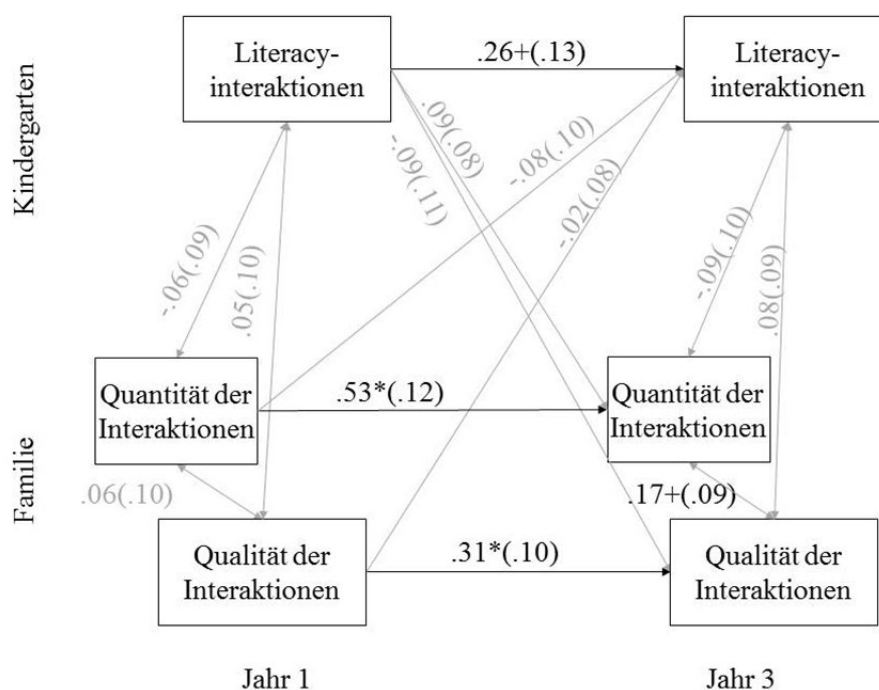 Kindergarten
Literacy-
interaktionen
.26+(.13)
Literacy-
interaktionen
.09(.08)
-.09(.11)
-.08(.10)
-.02(.08)
-.06(.09)
.05(.10)
-.09(.10)
.08(.09)
Familie
Quantität der
Interaktionen
.53*(.12)
Quantität der
Interaktionen
.06(.10)
.17+(.09)
Qualität der
Interaktionen
.31*(.10)
Qualität der
Interaktionen
Jahr 1
Jahr 3